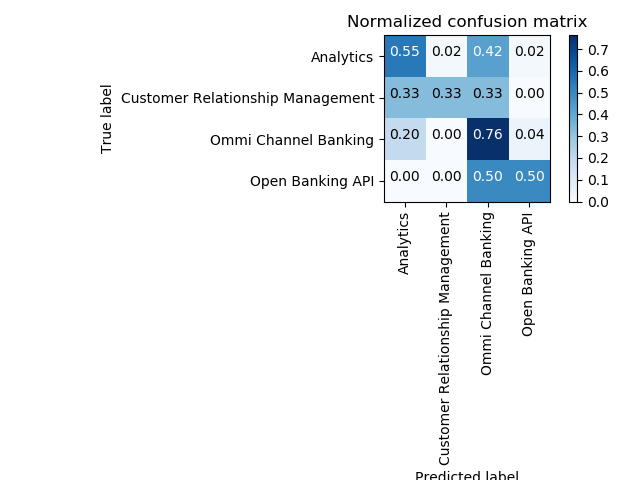 Normalized confusion matrix
True label
Analytics 0.55 0.02 0.42 0.02
Customer Relationship Management 0.33 0.33 0.33 0.00
Ommi Channel Banking 0.20 0.00 0.76 0.04
Open Banking API 0.00 0.00 0.50 0.50
Analytics
Customer Relationship Management
Ommi Channel Banking
Open Banking API
Predicted label
0.7
0.6
0.5
0.4
0.3
0.2
0.1
0.0